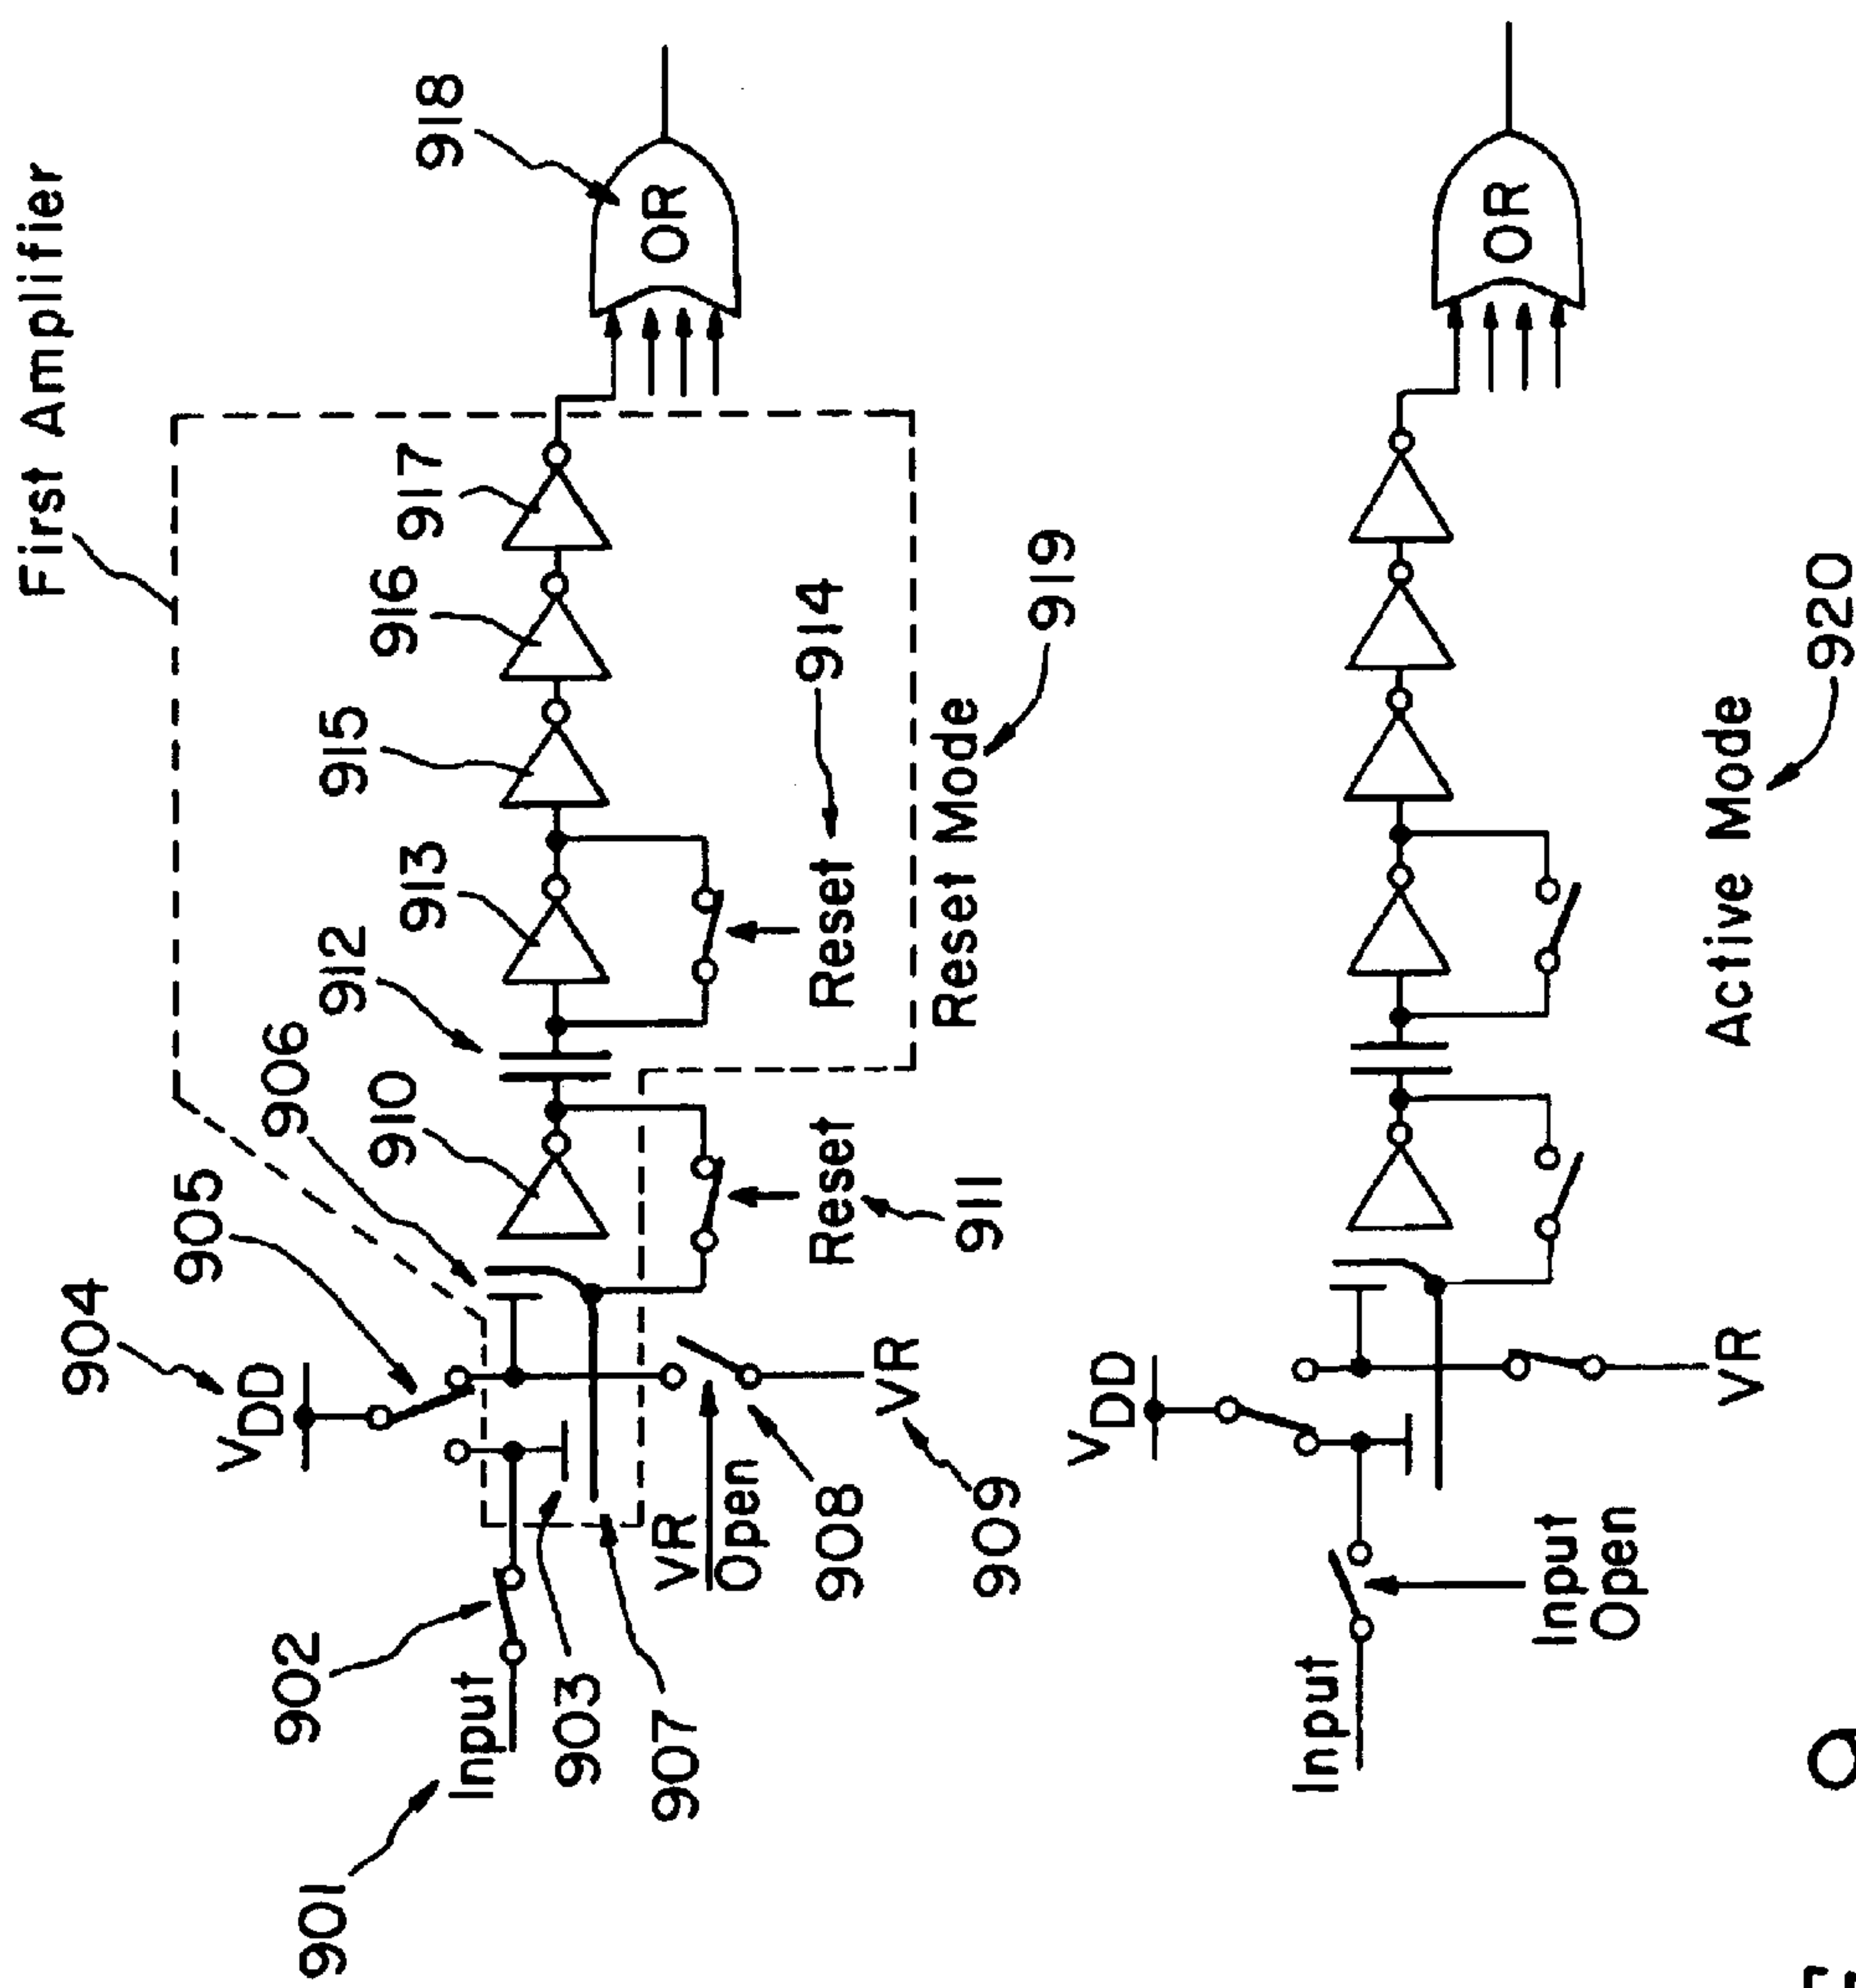 First Amplifier
918
OR
917
916
915
914
913
912
906
910
905
904
VDD
Reset
Reset Mode
919
Reset
911
902
Input
901
903
907
VR
Open
908
VR
909
OR
VDD
Input
Input
Open
VR
Active Mode
920